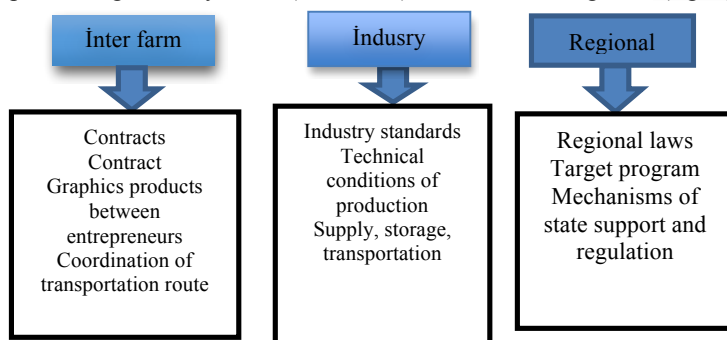 İnter farm
Contracts
Contract
Graphics products
between
entrepreneurs
Coordination of
transportation route
İndusry
Industry standards
Technical
conditions of
production
Supply, storage,
transportation
Regional
Regional laws
Target program
Mechanisms of
state support and
regulation